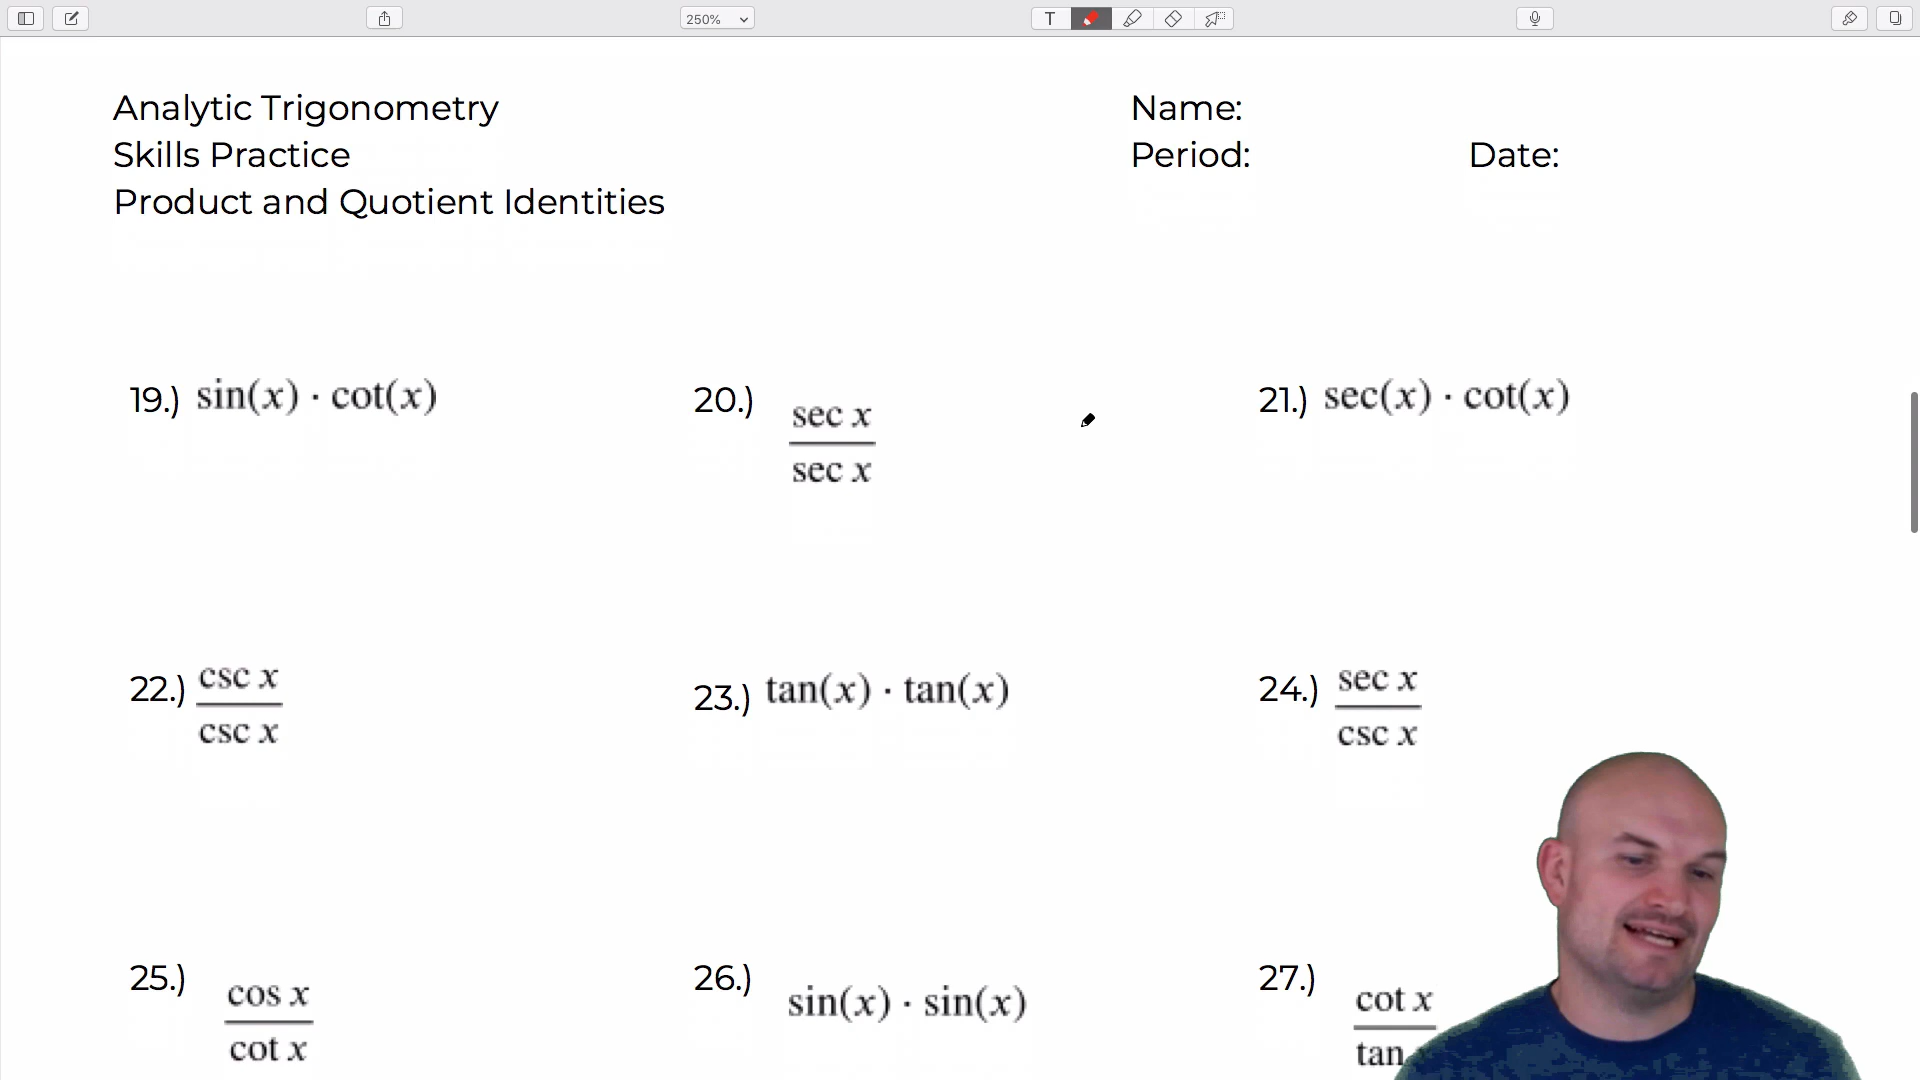 250%
T
Analytic Trigonometry
Name:
Skills Practice
Period:
Date:
Product and Quotient Identities
19.) sin(x) · cot(x)
20.) sec x
sec x
21.) sec(x) · cot(x)
22.) csc x
csc x
23.) tan(x) · tan(x)
24.) sec x
csc x
25.) cos x
cot x
26.) sin(x) · sin(x)
27.) cot x
tan